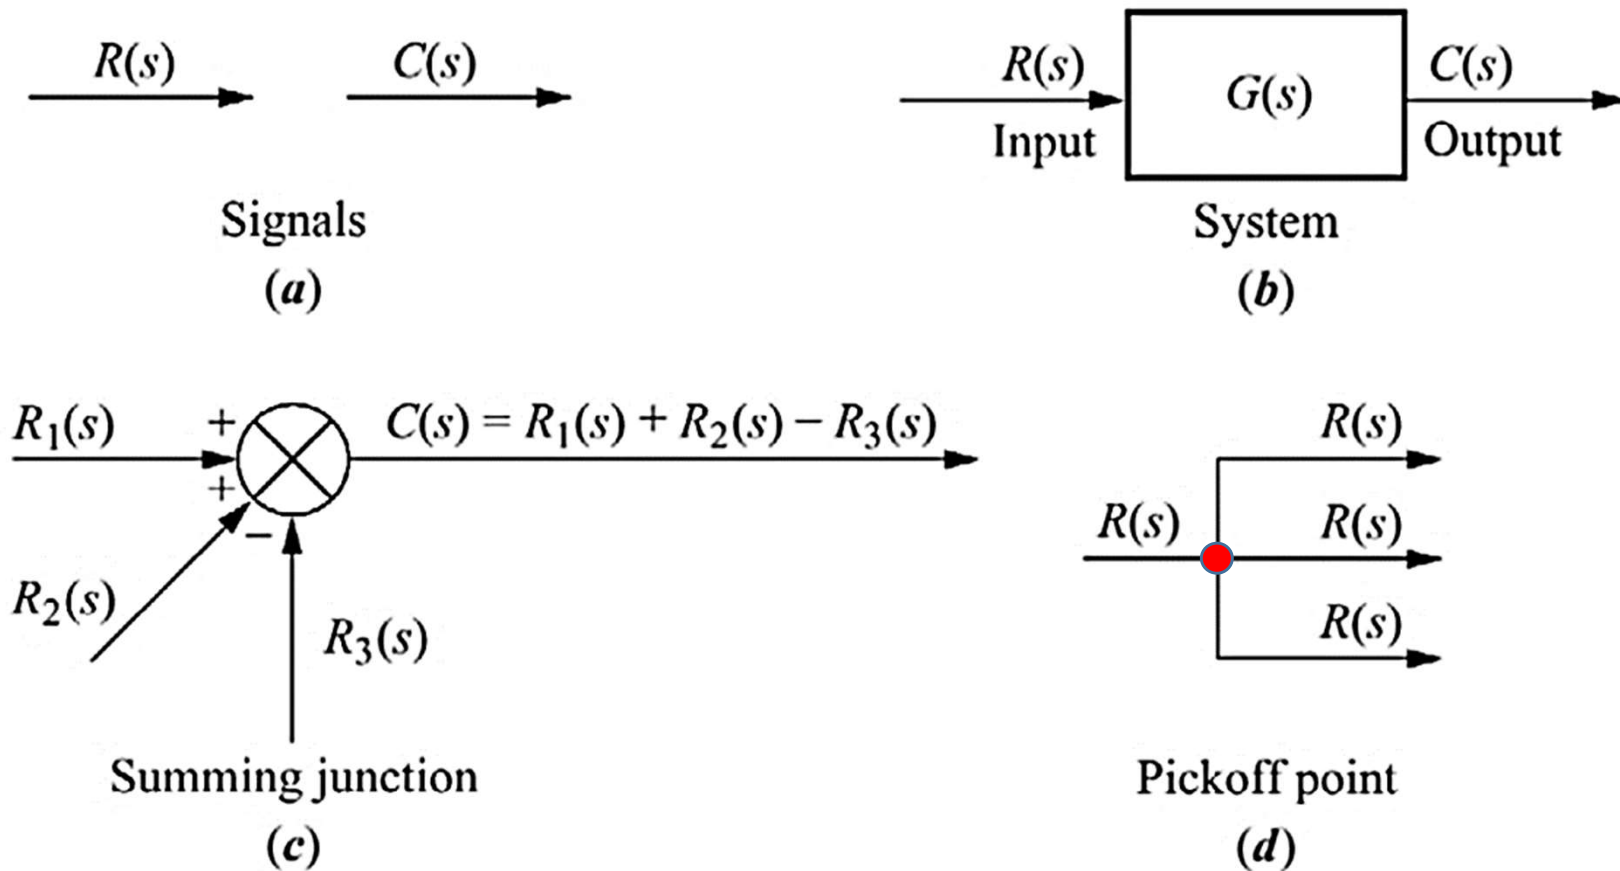 R(s)
C(s)
Signals
(a)
R(s)
Input
G(s)
C(s)
Output
System
(b)
R₁(s)
+
+
−
C(s) = R₁(s) + R₂(s) − R₃(s)
R₂(s)
R₃(s)
Summing junction
(c)
R(s)
R(s)
R(s)
R(s)
Pickoff point
(d)